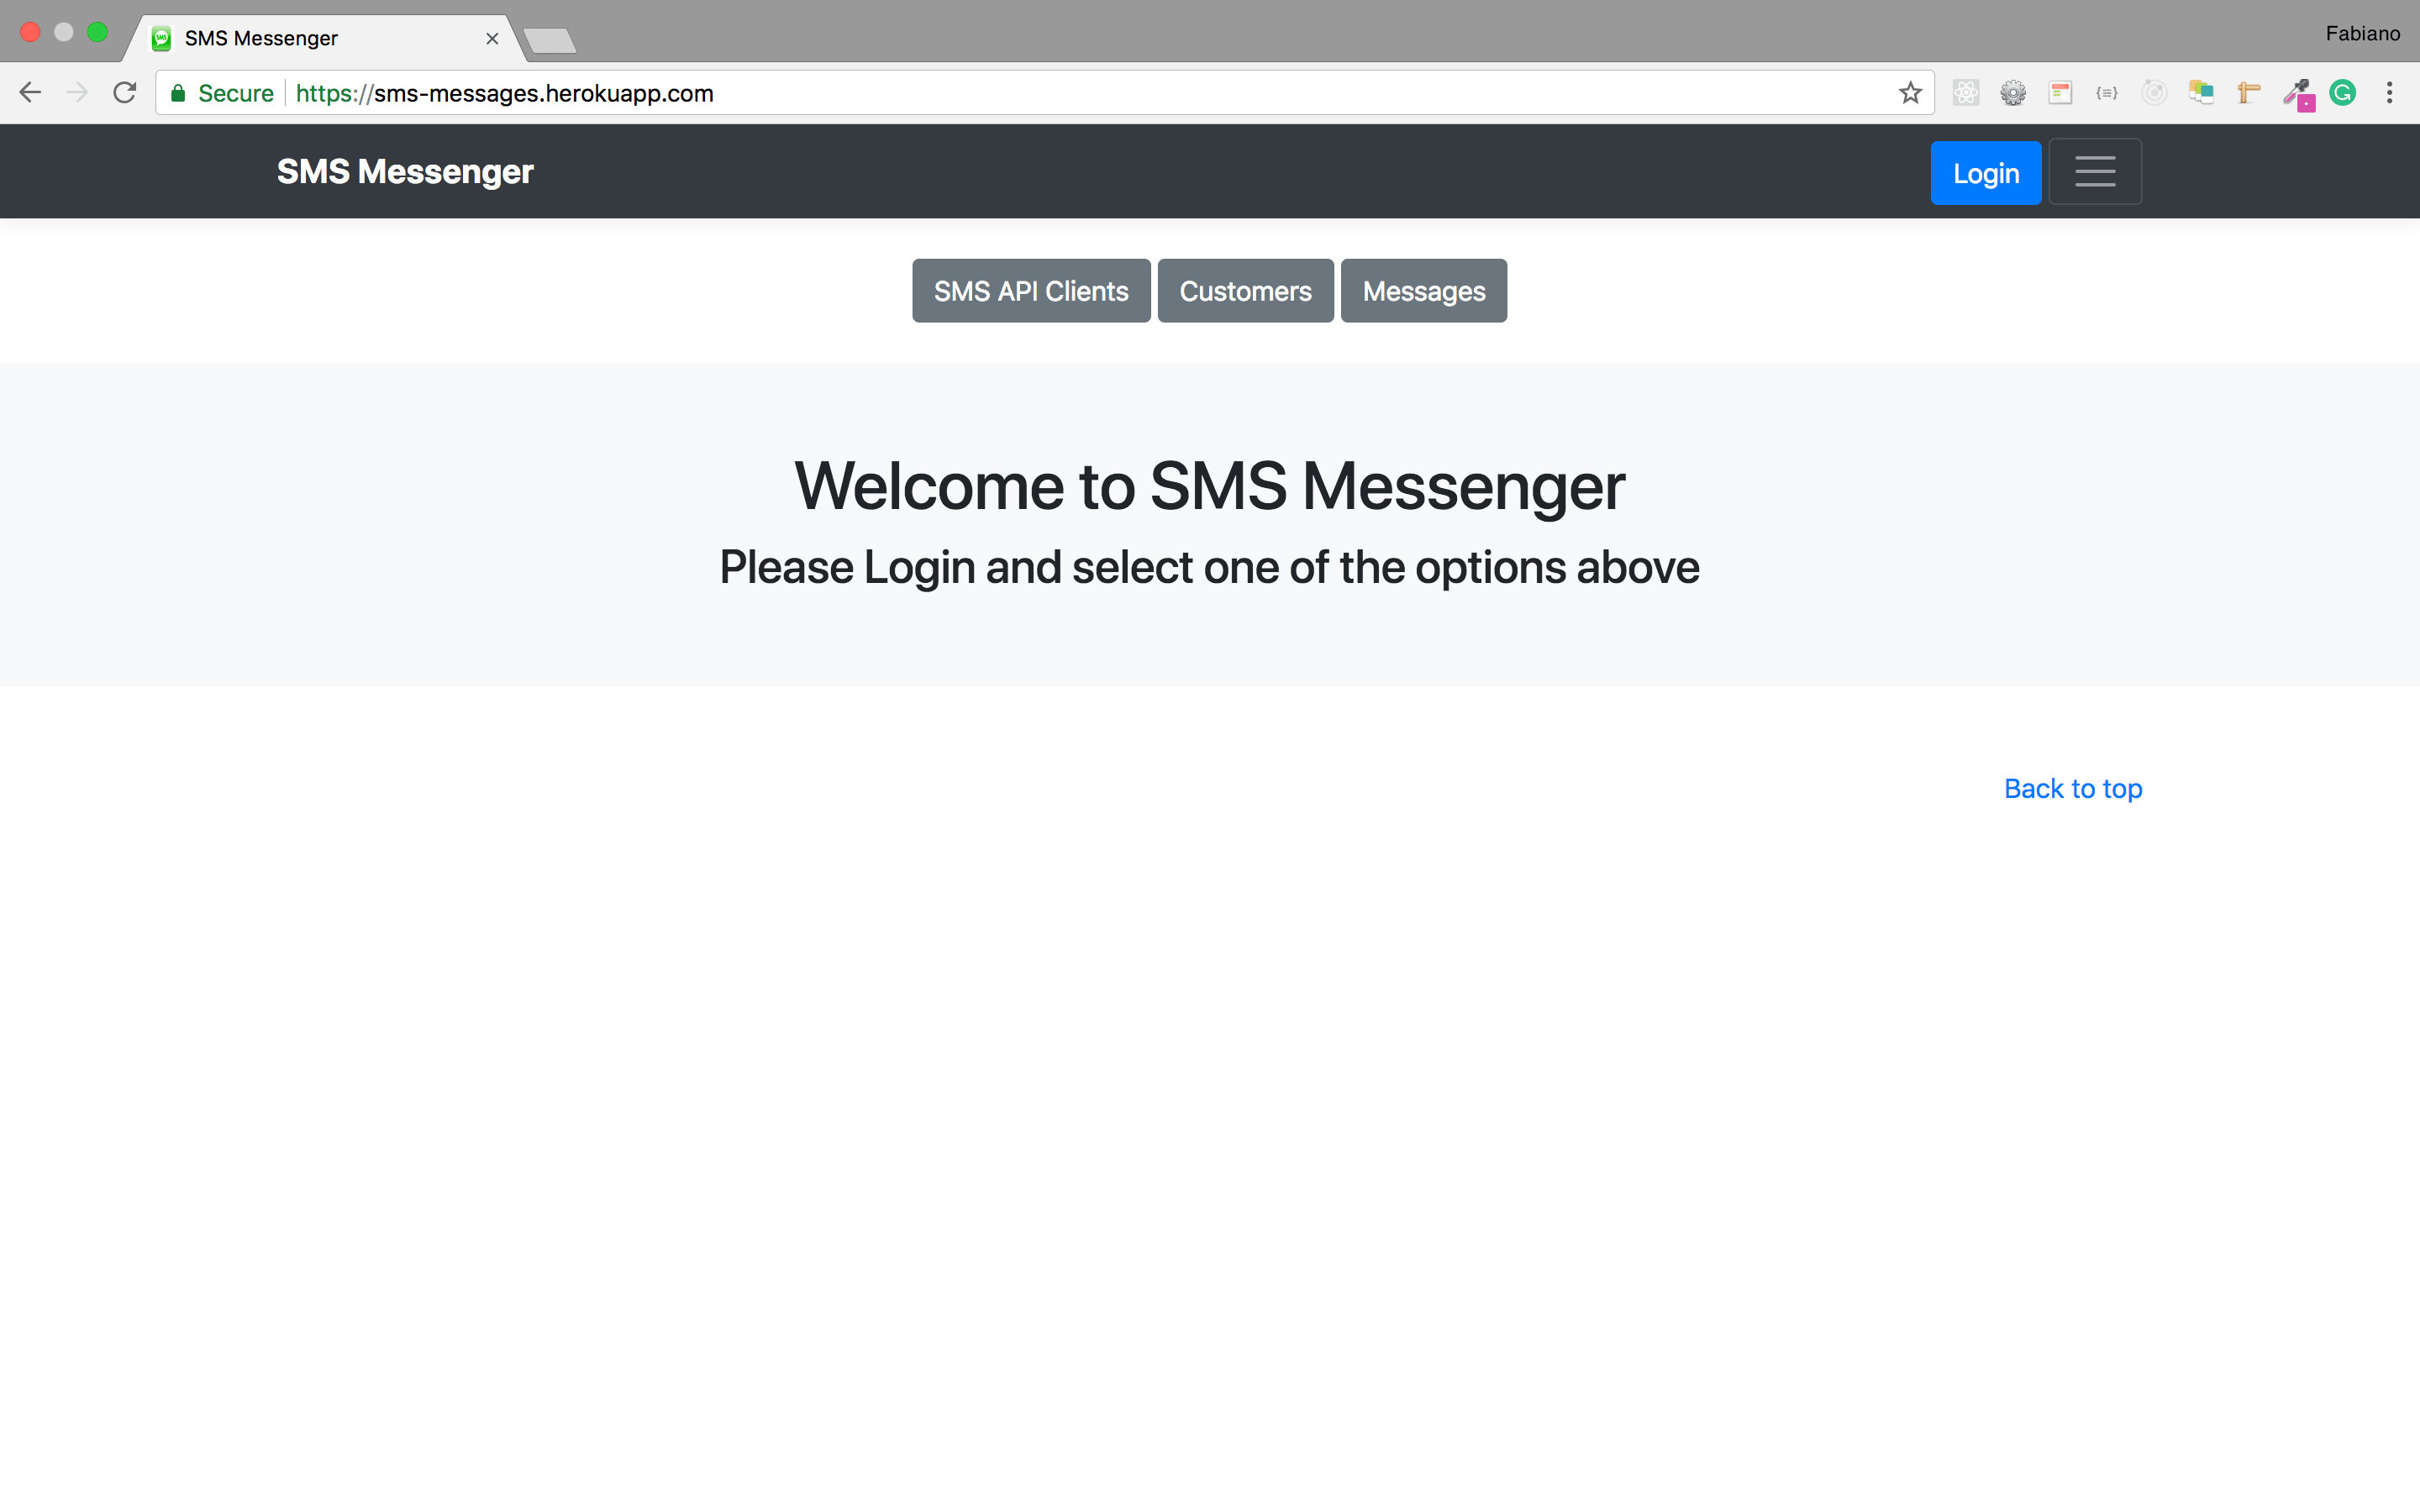 SMS Messenger
Fabiano
Secure https://sms-messages.herokuapp.com
SMS Messenger
Login
SMS API Clients Customers Messages
Welcome to SMS Messenger
Please Login and select one of the options above
Back to top